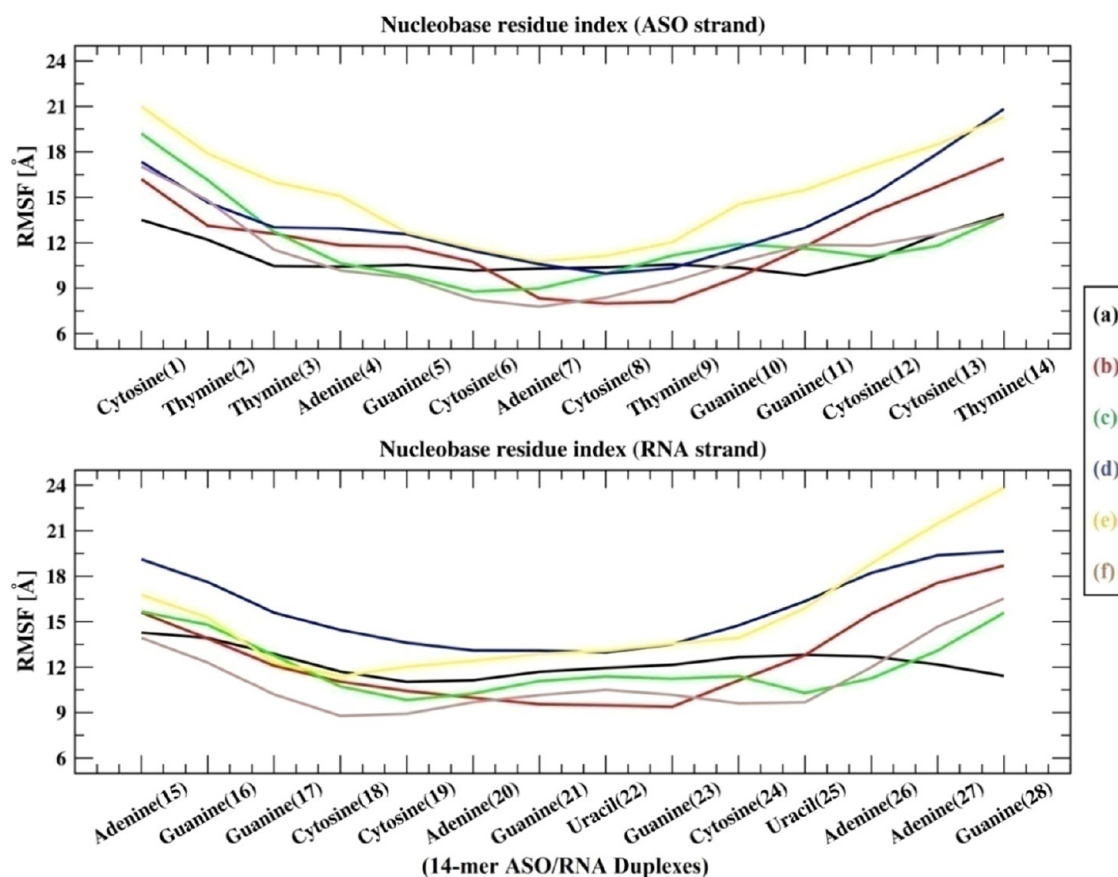 Nucleobase residue index (ASO strand)
24
21
18
15
12
9
6
RMSF [Å]
Cytosine(1)
Thymine(2)
Thymine(3)
Adenine(4)
Guanine(5)
Cytosine(6)
Adenine(7)
Cytosine(8)
Thymine(9)
Guanine(10)
Guanine(11)
Cytosine(12)
Cytosine(13)
Thymine(14)
(a)
(b)
(c)
(d)
(e)
(f)
Nucleobase residue index (RNA strand)
24
21
18
15
12
9
6
RMSF [Å]
Adenine(15)
Guanine(16)
Guanine(17)
Cytosine(18)
Cytosine(19)
Adenine(20)
Guanine(21)
Uracil(22)
Guanine(23)
Cytosine(24)
Uracil(25)
Adenine(26)
Adenine(27)
Guanine(28)
(14-mer ASO/RNA Duplexes)